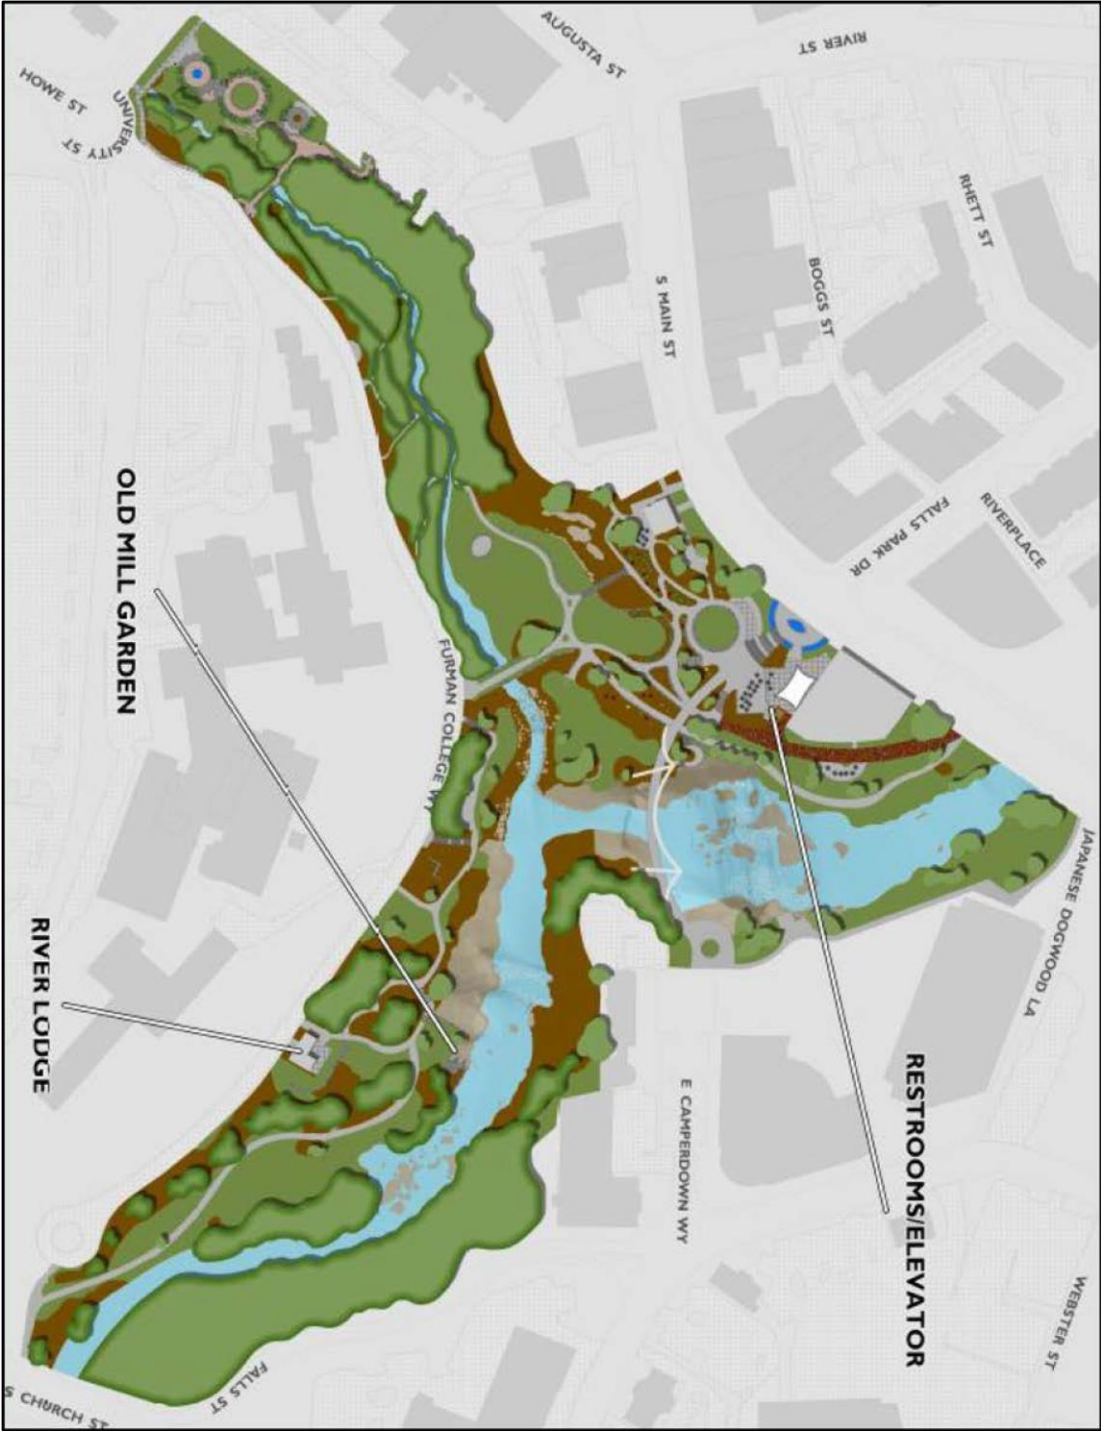 AUGUSTA ST
RIVER ST
HOWE ST
UNIVERSITY ST
RHETT ST
BOGGS ST
S MAIN ST
OLD MILL GARDEN
FALLS PARK DR
RIVERPLACE
FURMAN COLLEGE WY
JAPANESE DOGWOOD LA
RIVER LODGE
RESTROOMS/ELEVATOR
E CAMPERDOWN WY
WEBSTER ST
FALLS ST
S CHURCH ST